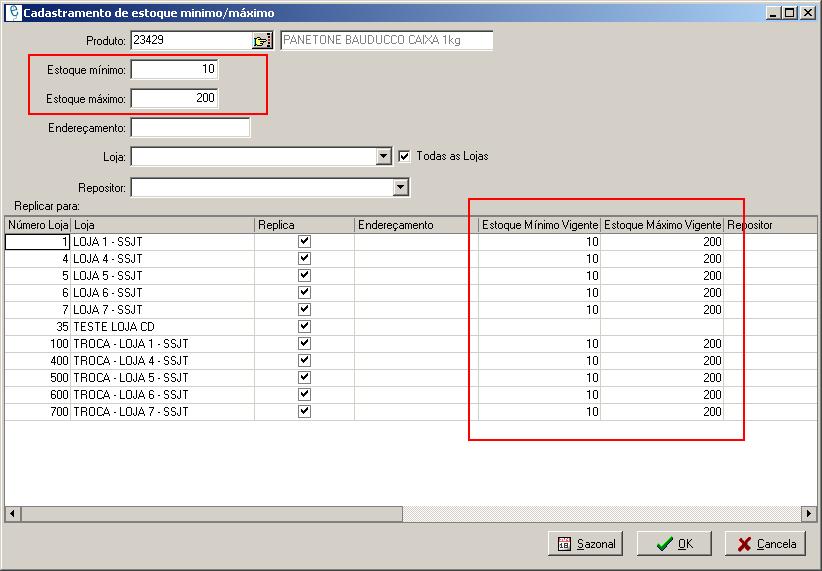 Cadastramento de estoque minimo/máximo
Produto: 23429 PANETONE BAUDUCCO CAIXA 1kg
Estoque mínimo: 10
Estoque máximo: 200
Endereçamento:
Loja: Todas as Lojas
Repositor:
Replicar para:
Número Loja Loja Replica Endereçamento Estoque Mínimo Vigente Estoque Máximo Vigente Repositor
1 LOJA 1 - SSJT 10 200
4 LOJA 4 - SSJT 10 200
5 LOJA 5 - SSJT 10 200
6 LOJA 6 - SSJT 10 200
7 LOJA 7 - SSJT 10 200
35 TESTE LOJA CD
100 TROCA - LOJA 1 - SSJT 10 200
400 TROCA - LOJA 4 - SSJT 10 200
500 TROCA - LOJA 5 - SSJT 10 200
600 TROCA - LOJA 6 - SSJT 10 200
700 TROCA - LOJA 7 - SSJT 10 200
Sazonal OK Cancela